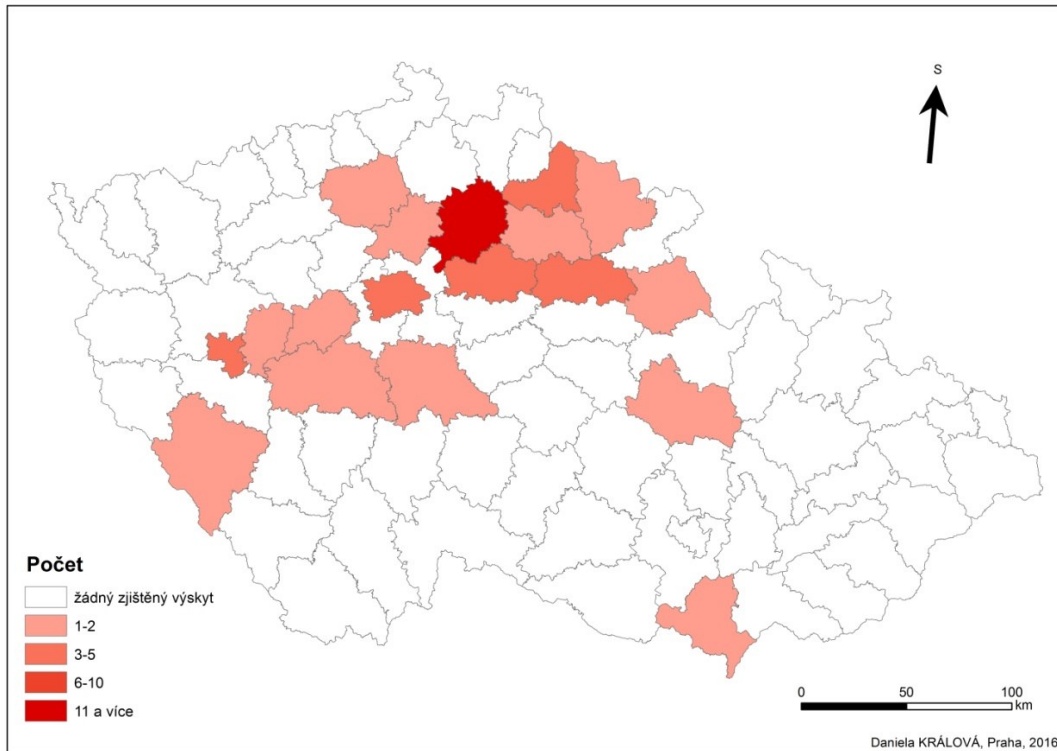 S
Počet
žádný zjištěný výskyt
1-2
3-5
6-10
11 a více
0 50 100
km
Daniela KRÁLOVÁ, Praha, 2016